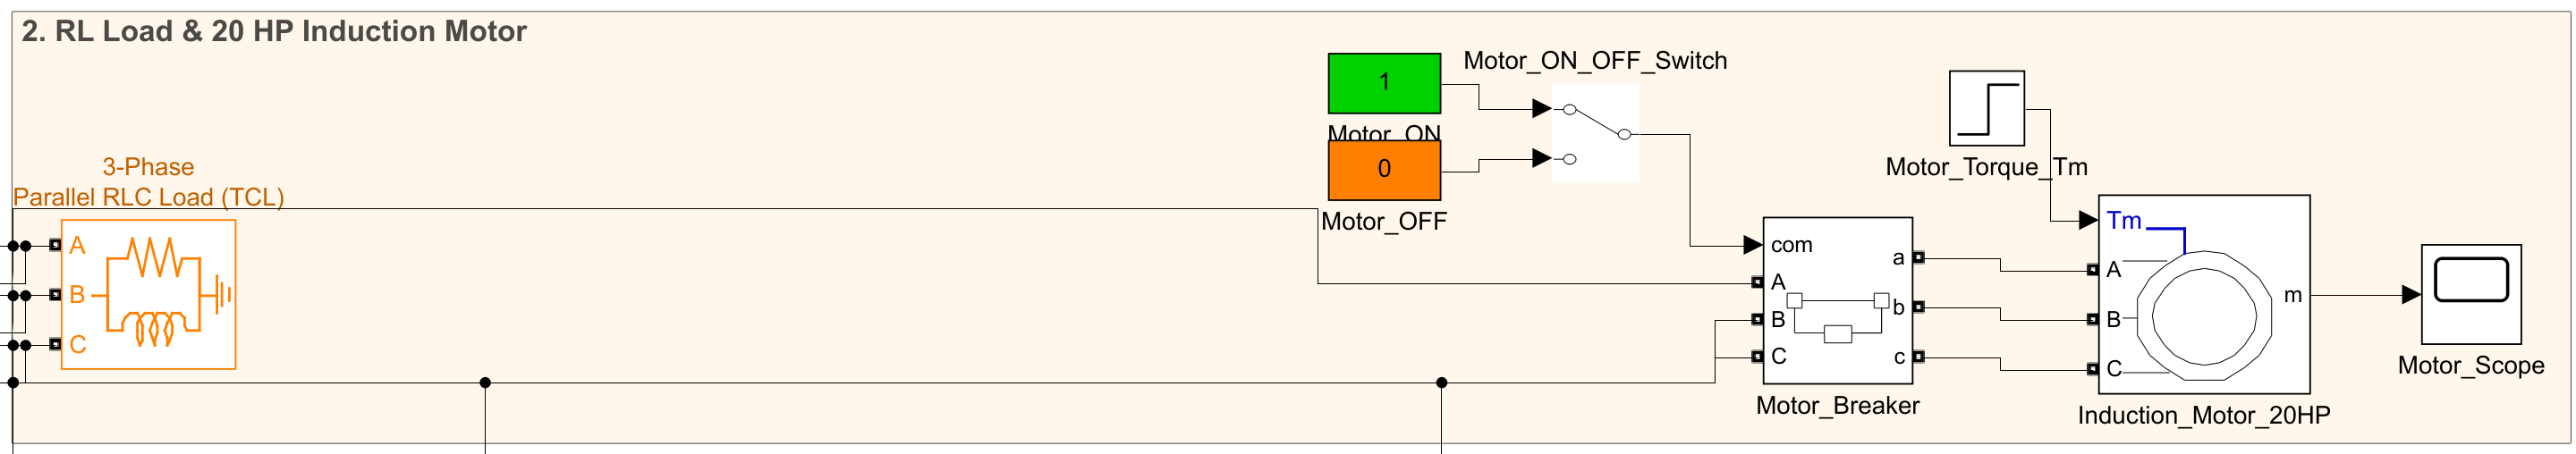 2. RL Load & 20 HP Induction Motor
Motor_ON_OFF_Switch
1
Motor_ON
0
Motor_OFF
Motor_Torque_Tm
3-Phase
Parallel RLC Load (TCL)
A
B
C
com
A
B
C
a
b
c
Motor_Breaker
Tm
A
B
C
m
Induction_Motor_20HP
Motor_Scope